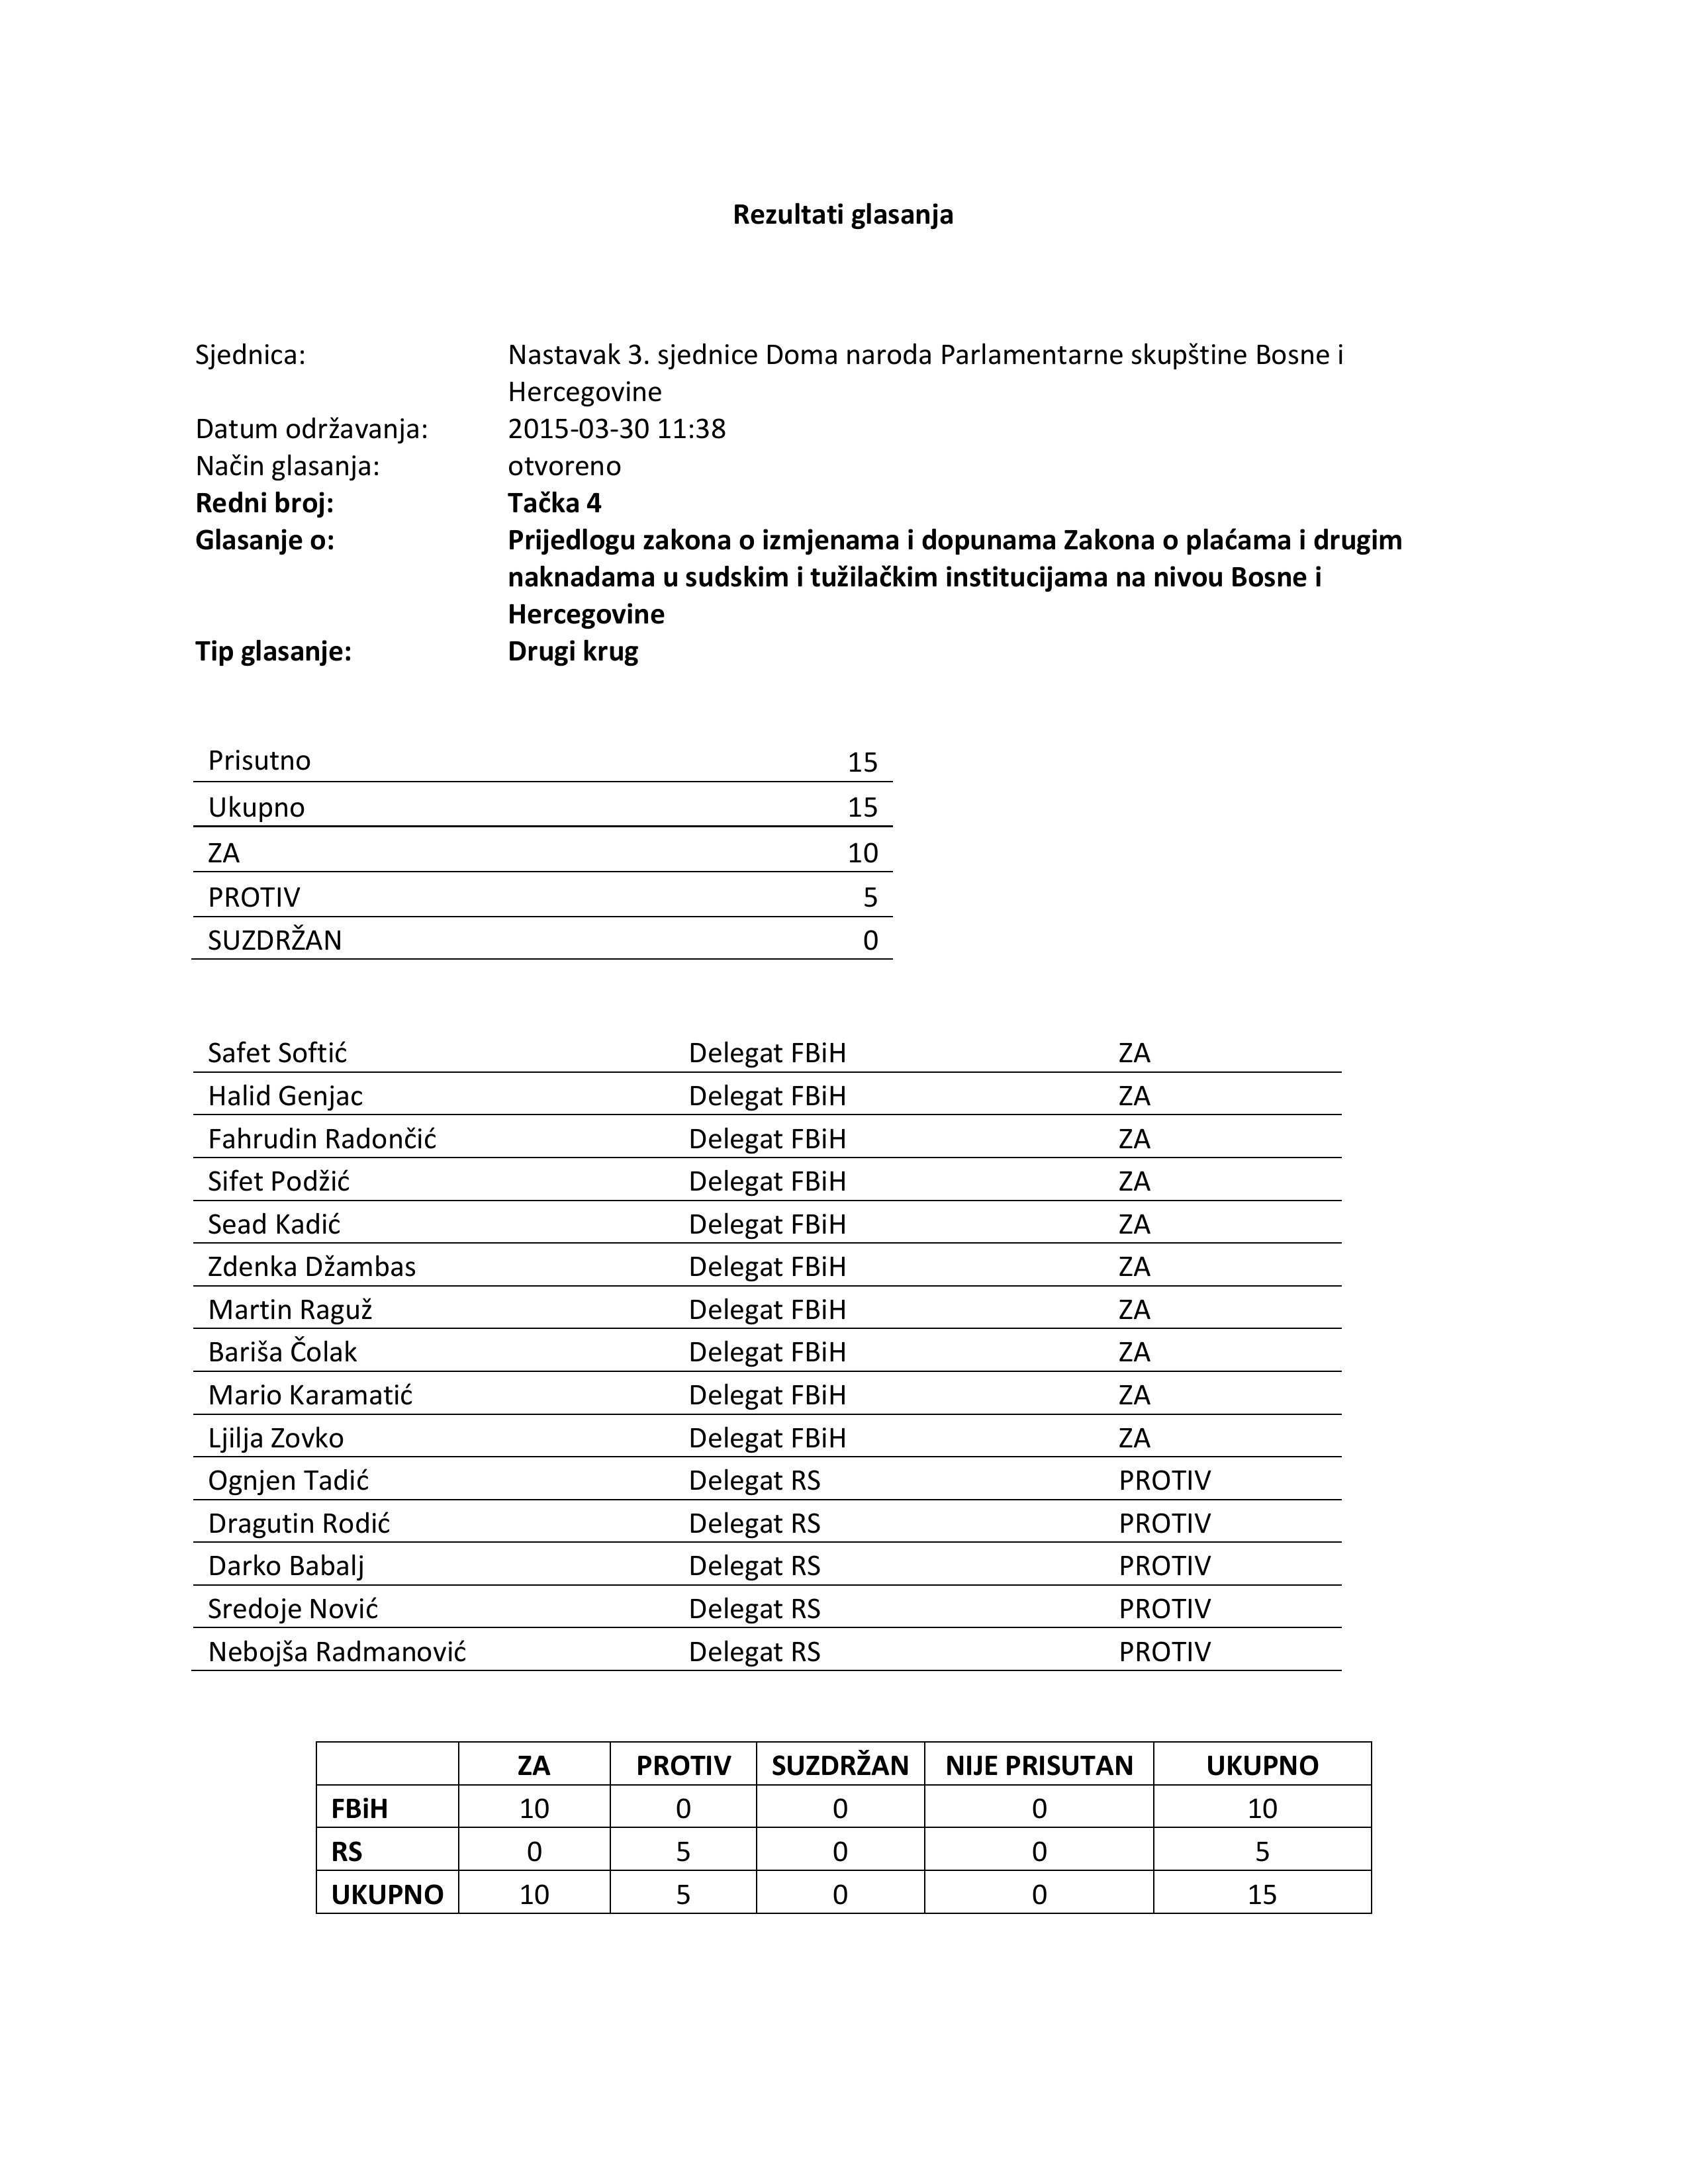 Rezultati glasanja
Sjednica: Nastavak 3. sjednice Doma naroda Parlamentarne skupštine Bosne i
Hercegovine
Datum održavanja: 2015-03-30 11:38
Način glasanja: otvoreno
Redni broj: Tačka 4
Glasanje o: Prijedlogu zakona o izmjenama i dopunama Zakona o plaćama i drugim
naknadama u sudskim i tužilačkim institucijama na nivou Bosne i
Hercegovine
Tip glasanje: Drugi krug
Prisutno 15
Ukupno 15
ZA 10
PROTIV 5
SUZDRŽAN 0
Safet Softić Delegat FBiH ZA
Halid Genjac Delegat FBiH ZA
Fahrudin Radončić Delegat FBiH ZA
Sifet Podžić Delegat FBiH ZA
Sead Kadić Delegat FBiH ZA
Zdenka Džambas Delegat FBiH ZA
Martin Raguž Delegat FBiH ZA
Bariša Čolak Delegat FBiH ZA
Mario Karamatić Delegat FBiH ZA
Ljilja Zovko Delegat FBiH ZA
Ognjen Tadić Delegat RS PROTIV
Dragutin Rodić Delegat RS PROTIV
Darko Babalj Delegat RS PROTIV
Sredoje Nović Delegat RS PROTIV
Nebojša Radmanović Delegat RS PROTIV
ZA PROTIV SUZDRŽAN NIJE PRISUTAN UKUPNO
FBiH 10 0 0 0 10
RS 0 5 0 0 5
UKUPNO 10 5 0 0 15